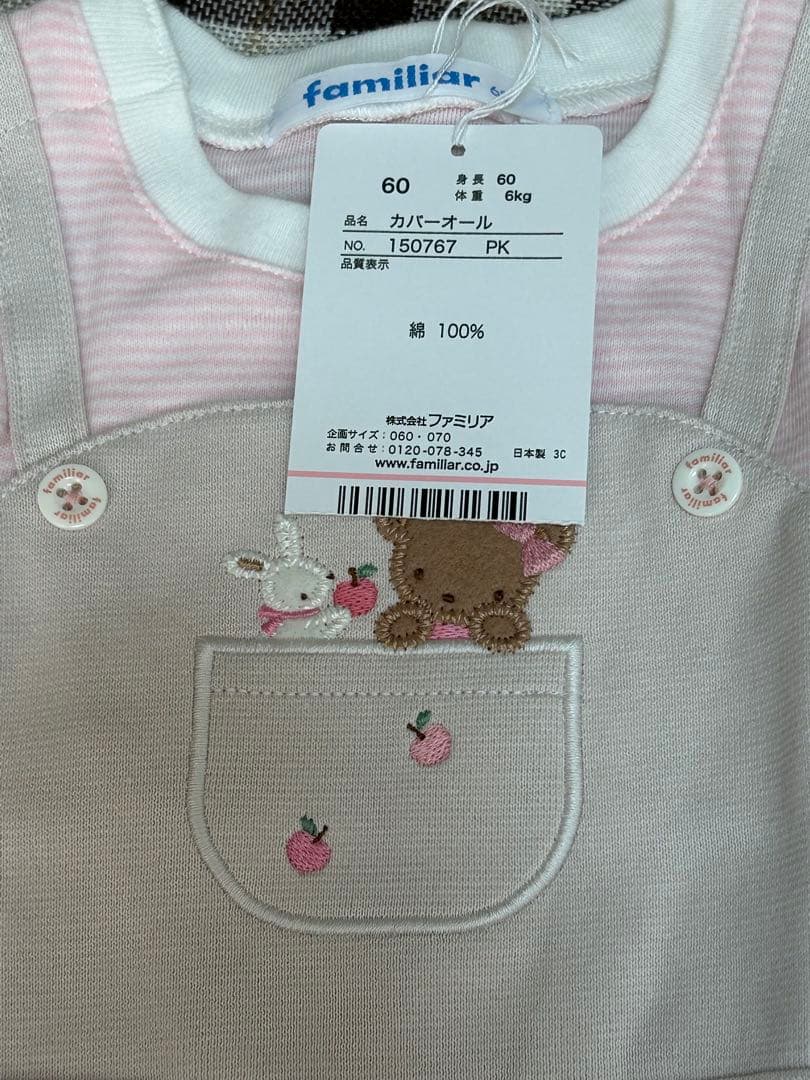 familiar
60 身長 60
体重 6kg
品名 カバーオール
NO. 150767 PK
品質表示
綿 100%
株式会社ファミリア
企画サイズ:060・070
お問合せ:0120-078-345 日本製 3C
www.familiar.co.jp
familiar familiar
familiar familiar